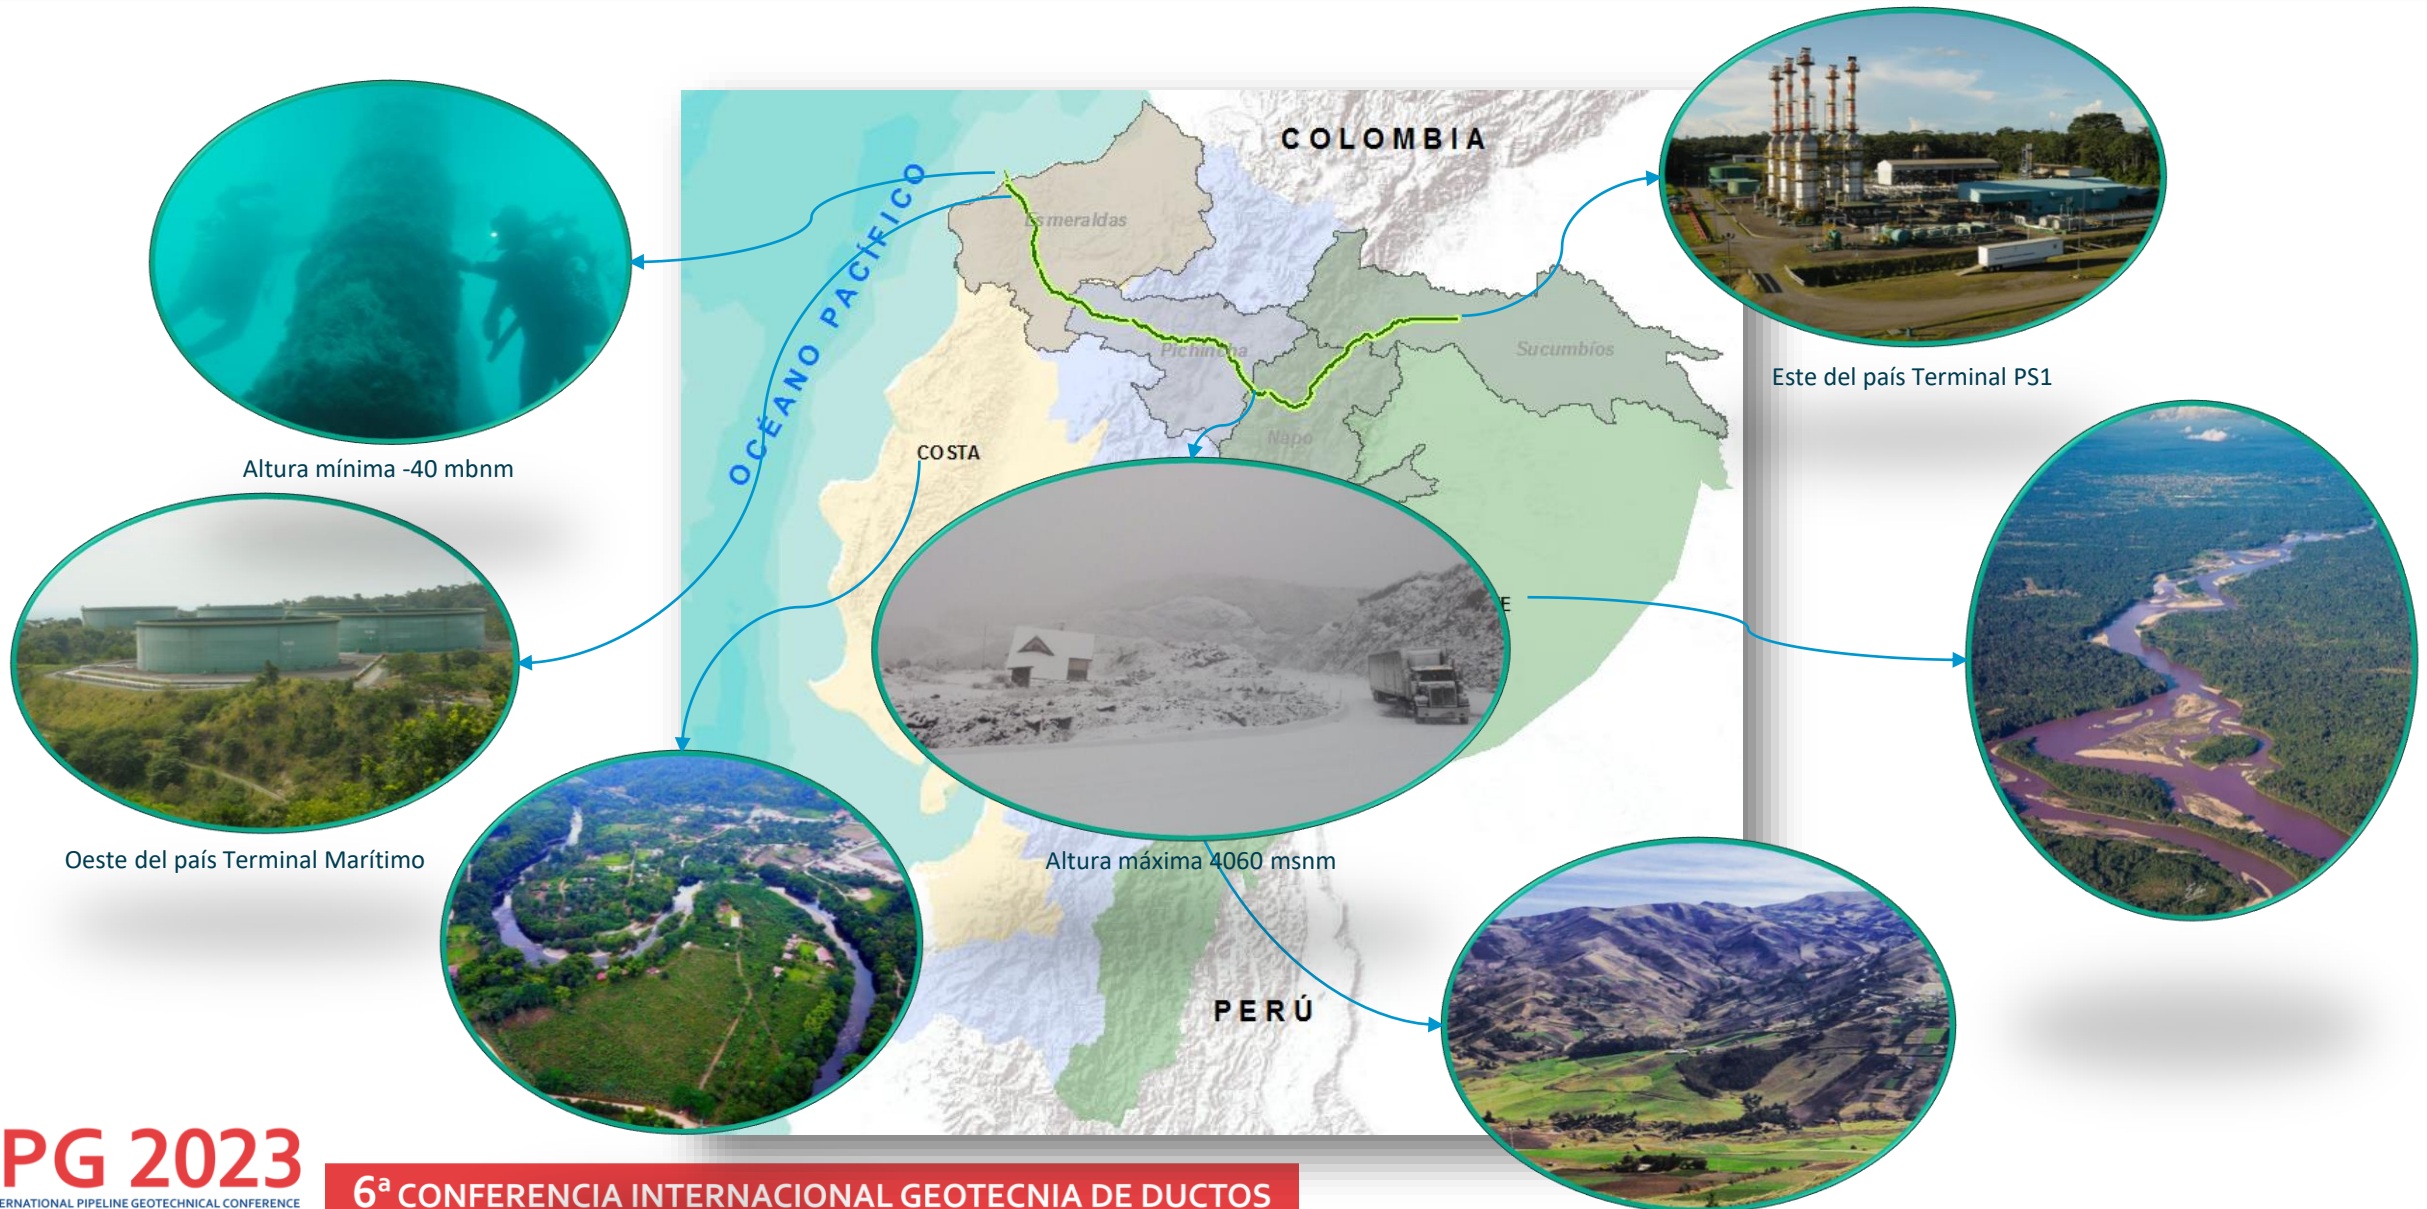 COLOMBIA
OCÉANO PACÍFICO
Esmeraldas
Pichincha
Sucumbíos
Este del país Terminal PS1
Napo
COSTA
Altura mínima -40 mbnm
E
Oeste del país Terminal Marítimo
Altura máxima 4060 msnm
PERÚ
PG 2023
ERNATIONAL PIPELINE GEOTECHNICAL CONFERENCE
6ª CONFERENCIA INTERNACIONAL GEOTECNIA DE DUCTOS